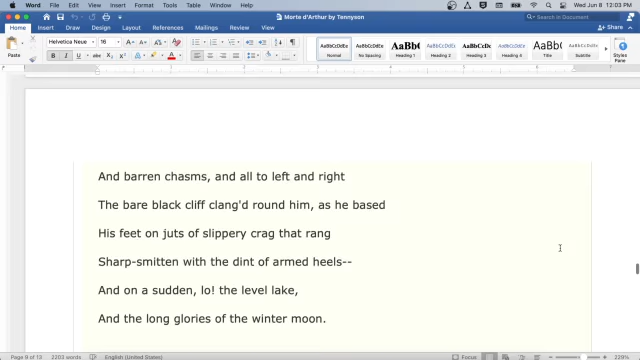 Word File Edit View Insert Format Tools Table Window Help
Wed Jun 8 12:03 PM
Morte d'Arthur by Tennyson
Search in Document
Home Insert Draw Design Layout References Mailings Review View
Share
Paste
Helvetica Neue 16
AaBbCcDdEe
Normal
AaBbCcDdEe
No Spacing
Heading 1
Heading 2
Heading 3
Heading 4
Title
Subtitle
Styles
Pane
And barren chasms, and all to left and right
The bare black cliff clang'd round him, as he based
His feet on juts of slippery crag that rang
Sharp-smitten with the dint of armed heels--
And on a sudden, lo! the level lake,
And the long glories of the winter moon.
Page 9 of 13 2203 words English (United States) Focus 229%